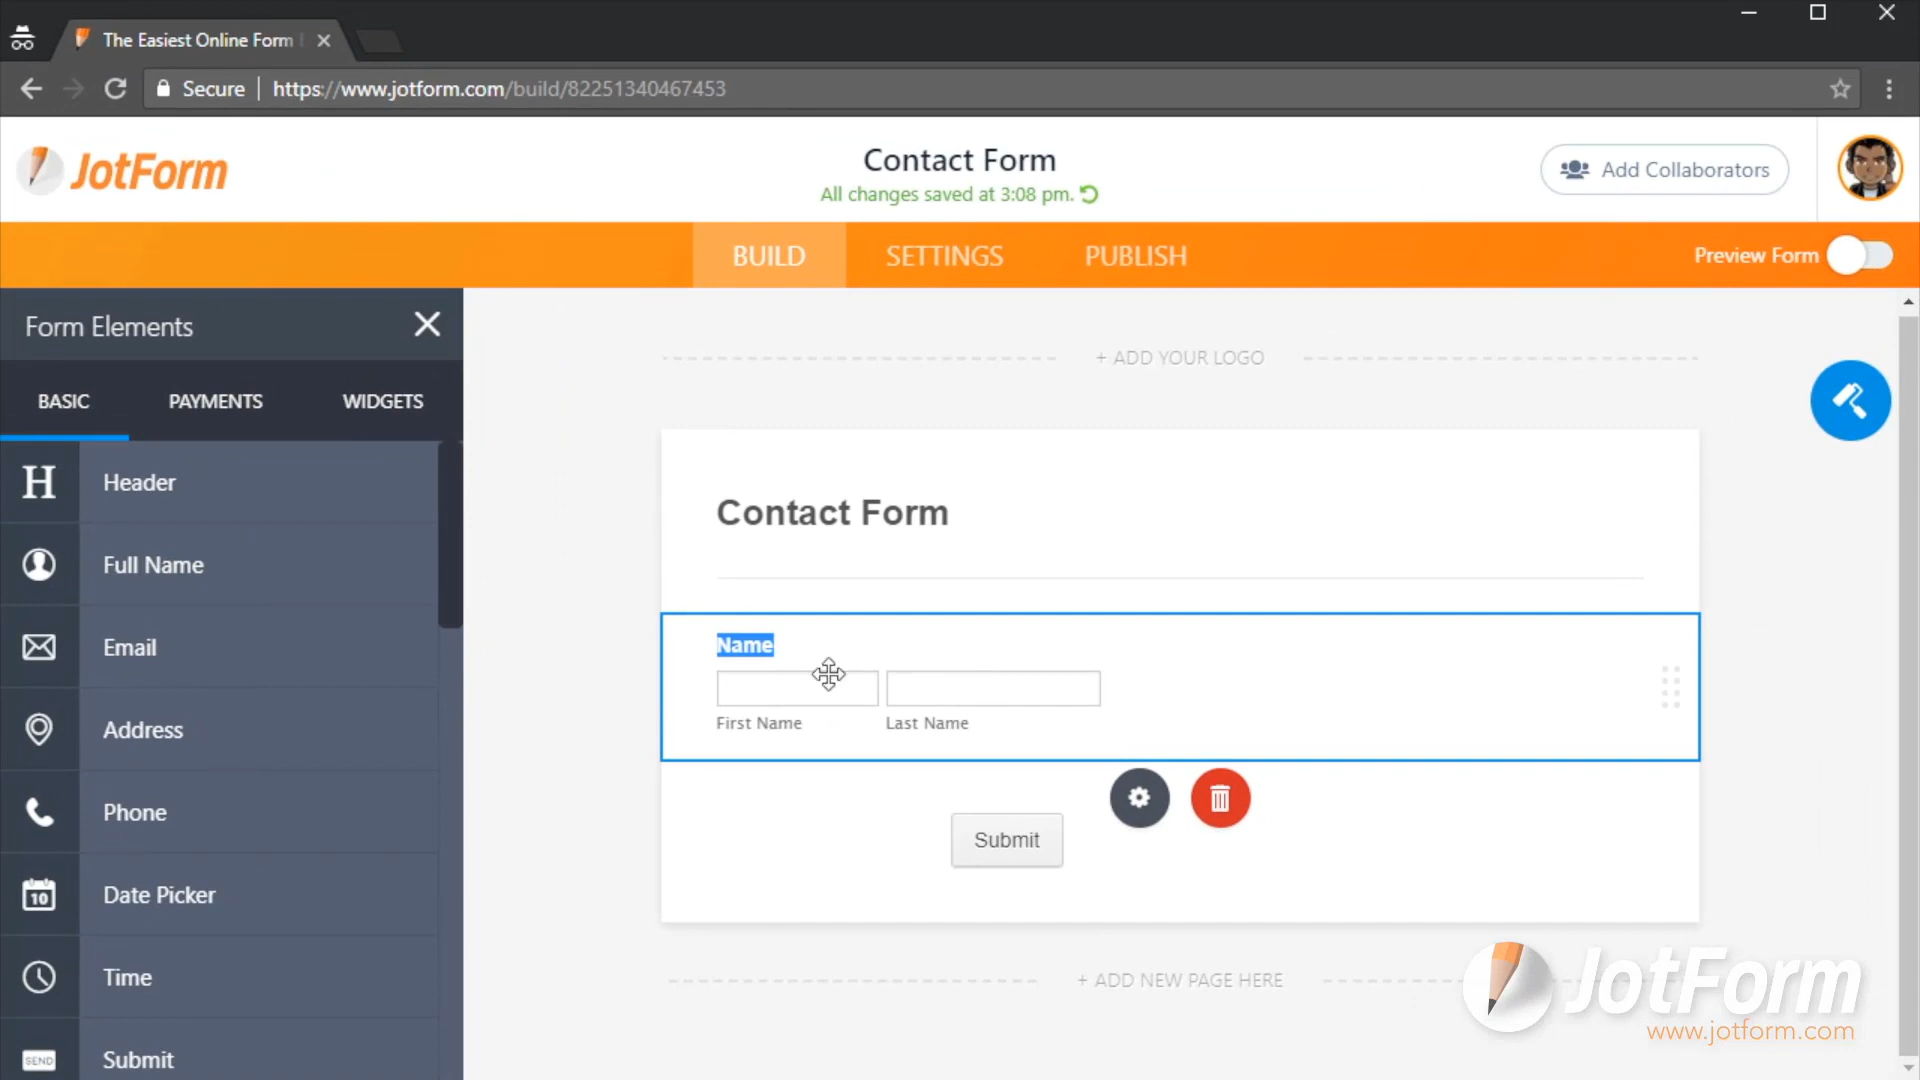 The Easiest Online Form
Secure | https://www.jotform.com/build/82251340467453
JotForm
Contact Form
All changes saved at 3:08 pm.
Add Collaborators
BUILD SETTINGS PUBLISH
Preview Form
Form Elements
BASIC PAYMENTS WIDGETS
H Header
Full Name
Email
Address
Phone
10 Date Picker
Time
SEND Submit
+ ADD YOUR LOGO
Contact Form
Name
First Name Last Name
Submit
+ ADD NEW PAGE HERE
JotForm
www.jotform.com